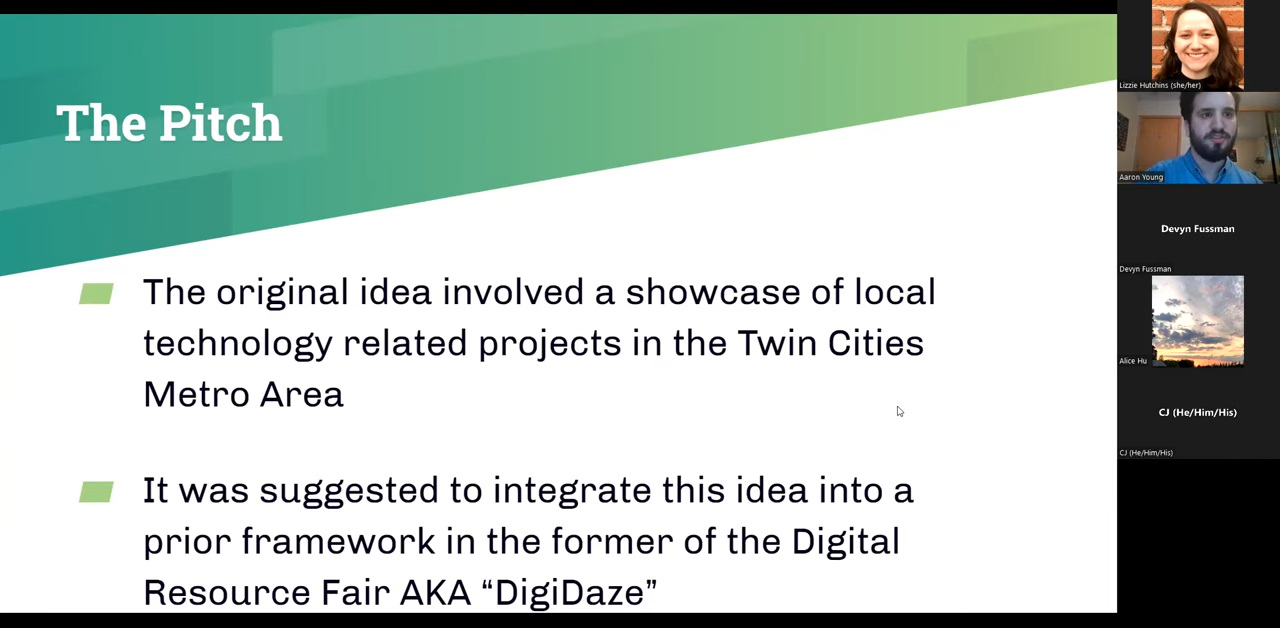 The Pitch
The original idea involved a showcase of local
technology related projects in the Twin Cities
Metro Area
It was suggested to integrate this idea into a
prior framework in the former of the Digital
Resource Fair AKA “DigiDaze”
Lizzie Hutchins (she/her)
Aaron Young
Devyn Fussman
Devyn Fussman
Alice Hu
CJ (He/Him/His)
CJ (He/Him/His)